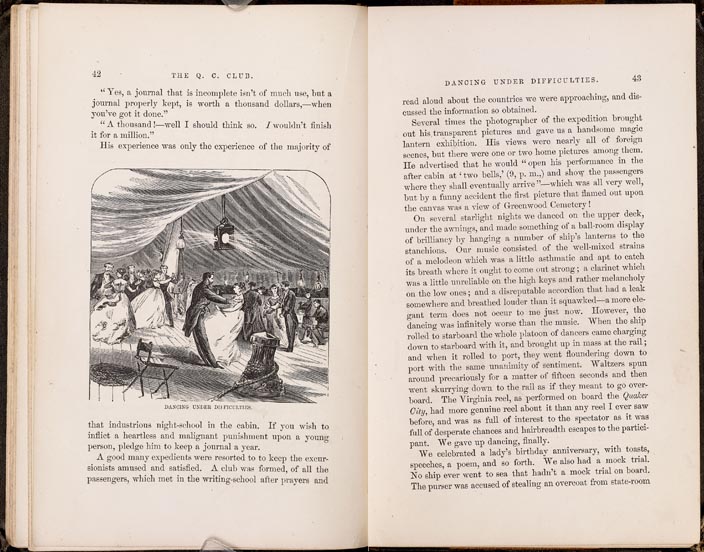 42 THE Q. C. CLUB.
"Yes, a journal that is incomplete isn't of much use, but a
journal properly kept, is worth a thousand dollars,—when
you've got it done."
"A thousand!—well I should think so. I wouldn't finish
it for a million."
His experience was only the experience of the majority of
DANCING UNDER DIFFICULTIES.
that industrious night-school in the cabin. If you wish to
inflict a heartless and malignant punishment upon a young
person, pledge him to keep a journal a year.
A good many expedients were resorted to to keep the excur-
sionists amused and satisfied. A club was formed, of all the
passengers, which met in the writing-school after prayers and
DANCING UNDER DIFFICULTIES. 43
read aloud about the countries we were approaching, and dis-
cussed the information so obtained.
Several times the photographer of the expedition brought
out his transparent pictures and gave us a handsome magic
lantern exhibition. His views were nearly all of foreign
scenes, but there were one or two home pictures among them.
He advertised that he would "open his performance in the
after cabin at 'two bells,' (9, p. m.,) and show the passengers
where they shall eventually arrive"—which was all very well,
but by a funny accident the first picture that flamed out upon
the canvas was a view of Greenwood Cemetery!
On several starlight nights we danced on the upper deck,
under the awnings, and made something of a ball-room display
of brilliancy by hanging a number of ship's lanterns to the
stanchions. Our music consisted of the well-mixed strains
of a melodeon which was a little asthmatic and apt to catch
its breath where it ought to come out strong; a clarinet which
was a little unreliable on the high keys and rather melancholy
on the low ones; and a disreputable accordion that had a leak
somewhere and breathed louder than it squawked—a more ele-
gant term does not occur to me just now. However, the
dancing was infinitely worse than the music. When the ship
rolled to starboard the whole platoon of dancers came charging
down to starboard with it, and brought up in mass at the rail;
and when it rolled to port, they went floundering down to
port with the same unanimity of sentiment. Waltzers spun
around precariously for a matter of fifteen seconds and then
went skurrying down to the rail as if they meant to go over-
board. The Virginia reel, as performed on board the Quaker
City, had more genuine reel about it than any reel I ever saw
before, and was as full of interest to the spectator as it was
full of desperate chances and hairbreadth escapes to the partici-
pant. We gave up dancing, finally.
We celebrated a lady's birthday anniversary, with toasts,
speeches, a poem, and so forth. We also had a mock trial.
No ship ever went to sea that hadn't a mock trial on board.
The purser was accused of stealing an overcoat from state-room